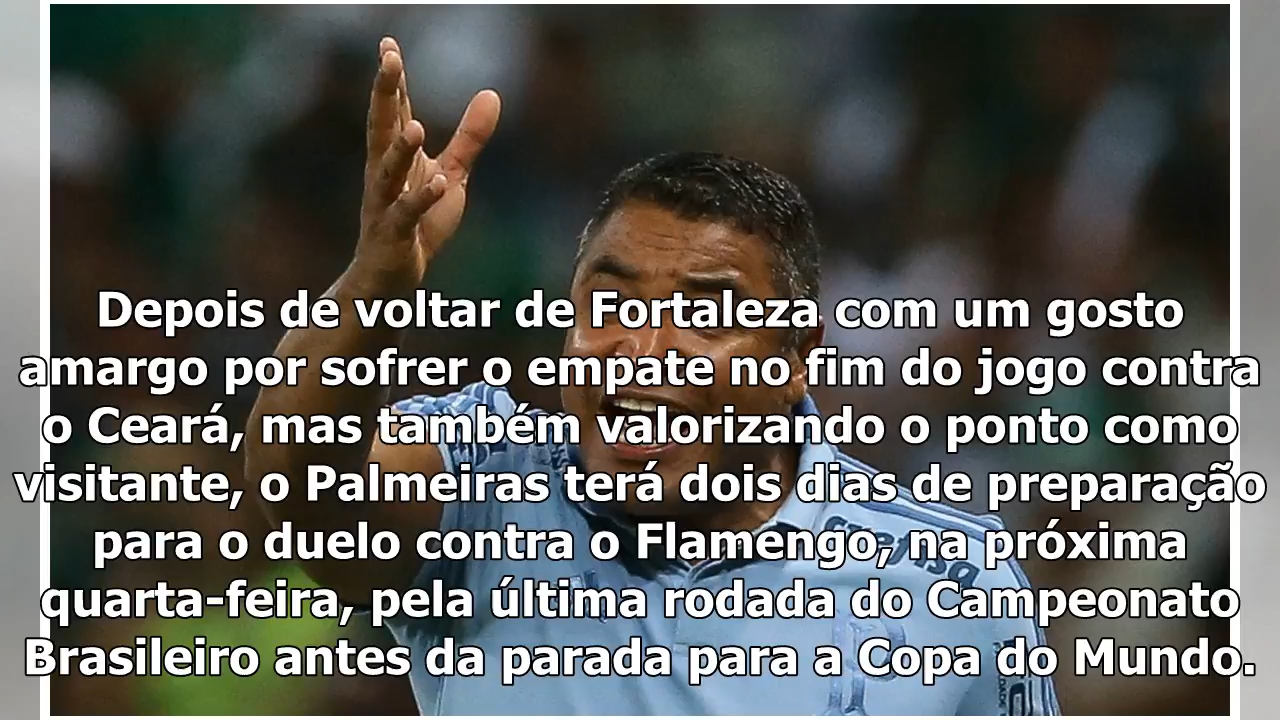 Depois de voltar de Fortaleza com um gosto
amargo por sofrer o empate no fim do jogo contra
o Ceará, mas também valorizando o ponto como
visitante, o Palmeiras terá dois dias de preparação
para o duelo contra o Flamengo, na próxima
quarta-feira, pela última rodada do Campeonato
Brasileiro antes da parada para a Copa do Mundo.